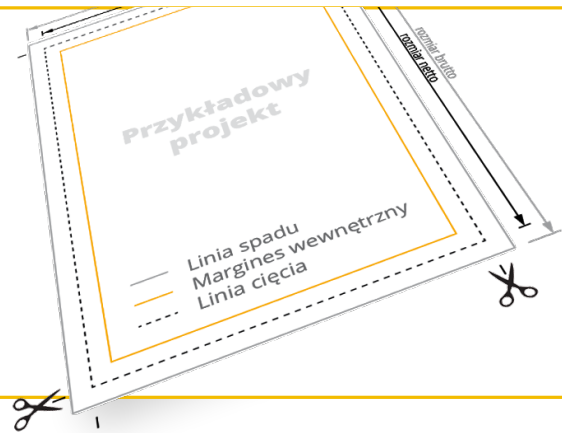 rozmiar brutto
rozmiar netto
Przykładowy
projekt
Linia spadu
Margines wewnętrzny
Linia cięcia